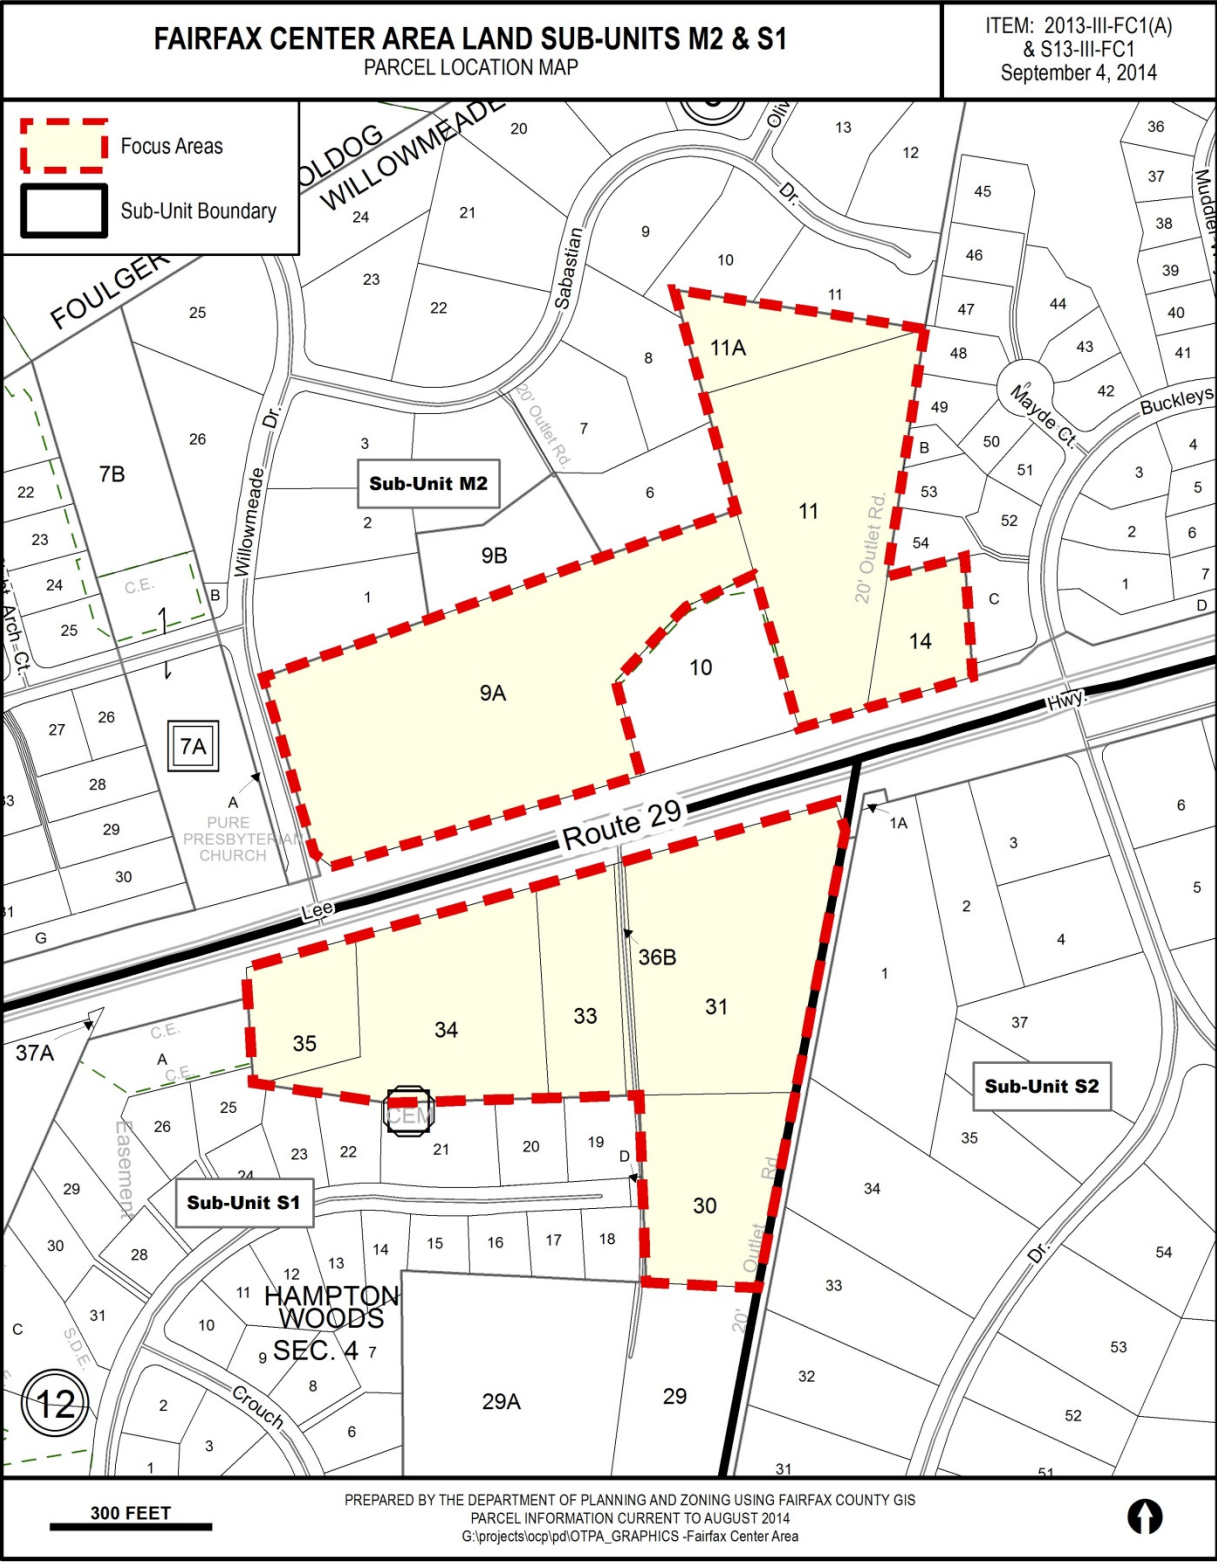 FAIRFAX CENTER AREA LAND SUB-UNITS M2 & S1
PARCEL LOCATION MAP
ITEM: 2013-III-FC1(A)
& S13-III-FC1
September 4, 2014
Focus Areas
Sub-Unit Boundary
OLDOG
WILLOWMEADE
FOULGER
20
24
21
23
22
25
26
Sabastian
Dr.
Oliv
13
12
9
10
11
8
7
6
20' Outlet Rd.
3
2
1
Sub-Unit M2
9B
7B
22
23
24
25
C.E.
B
Willowmeade
Dr.
Arch Ct.
11A
11
20' Outlet Rd.
14
10
9A
45
46
47
48
49
B
50
51
53
52
54
C
44
43
42
Mayde Ct.
36
37
38
39
40
41
Buckleys
4
3
5
2
6
1
7
D
27
26
28
29
30
7A
A
PURE
PRESBYTERIAN
CHURCH
G
Lee
Route 29
Hwy.
1A
3
2
4
1
6
5
37
Sub-Unit S2
35
34
33
32
31
54
53
52
51
Dr.
36B
31
33
34
35
30
37A
C.E.
A
C.E.
CEM
25
26
24
23
22
21
20
19
D
Easement
29
30
28
31
Sub-Unit S1
18
17
16
15
14
13
12
11
10
9
8
7
6
HAMPTON
WOODS
SEC. 4
C
S.D.E.
12
2
3
1
Crouch
29A
29
20' Outlet Rd.
300 FEET
PREPARED BY THE DEPARTMENT OF PLANNING AND ZONING USING FAIRFAX COUNTY GIS
PARCEL INFORMATION CURRENT TO AUGUST 2014
G:\projects\ocp\pd\OTPA_GRAPHICS -Fairfax Center Area